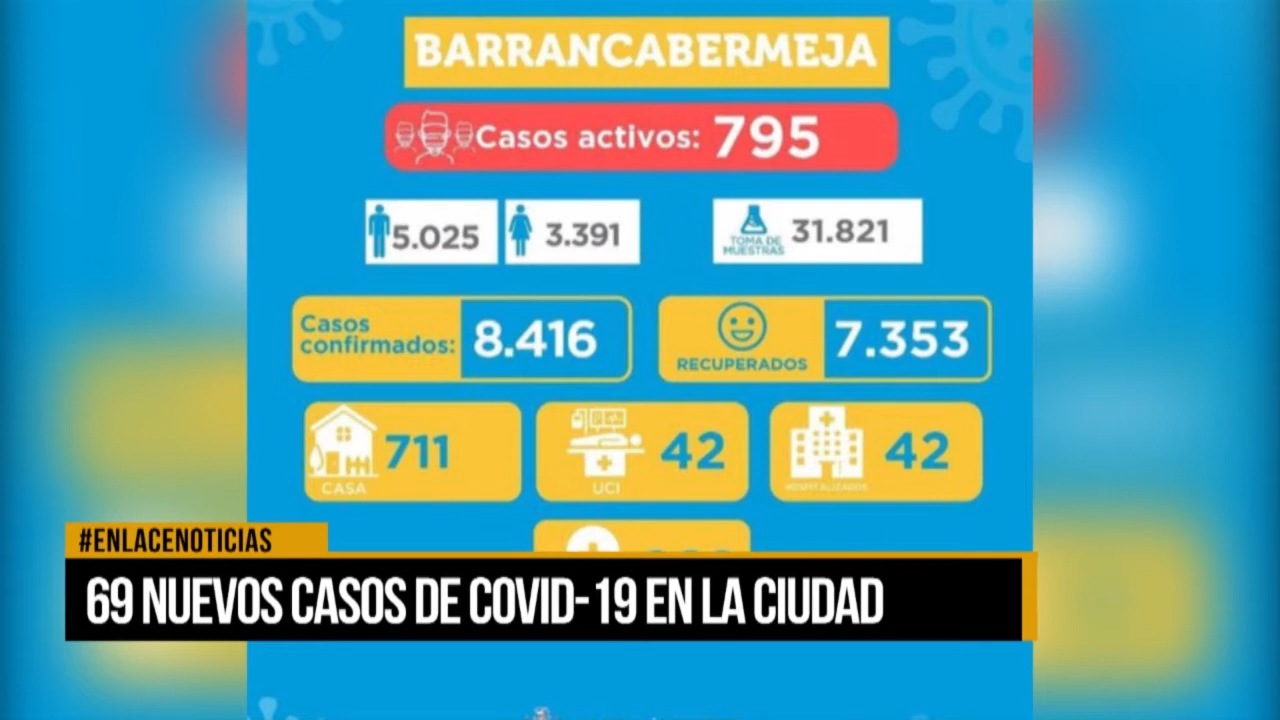 BARRANCABERMEJA
Casos activos: 795
5.025
3.391
TOMA DE
MUESTRAS
31.821
Casos
confirmados:
8.416
RECUPERADOS
7.353
711
CASA
42
UCI
42
HOSPITALIZADOS
#ENLACENOTICIAS
69 NUEVOS CASOS DE COVID-19 EN LA CIUDAD